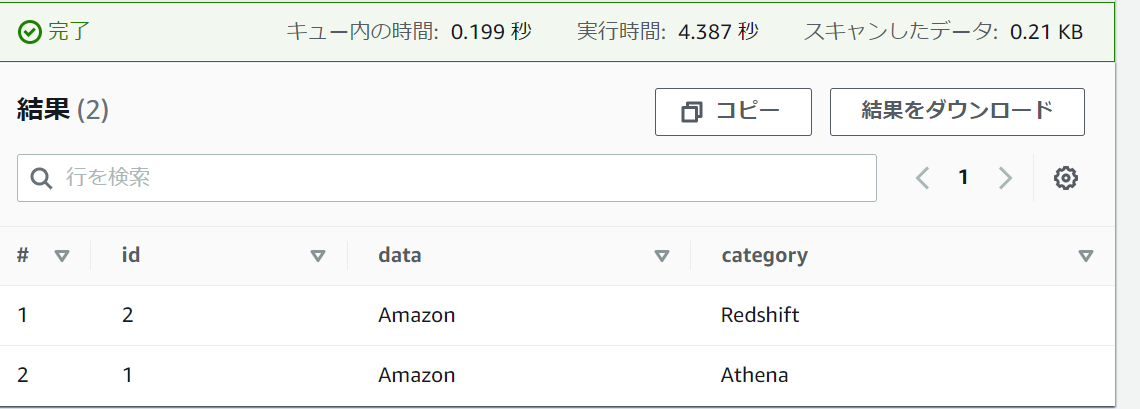 完了 キュー内の時間: 0.199 秒 実行時間: 4.387 秒 スキャンしたデータ: 0.21 KB
結果 (2) コピー 結果をダウンロード
行を検索 1
# id data category
1 2 Amazon Redshift
2 1 Amazon Athena